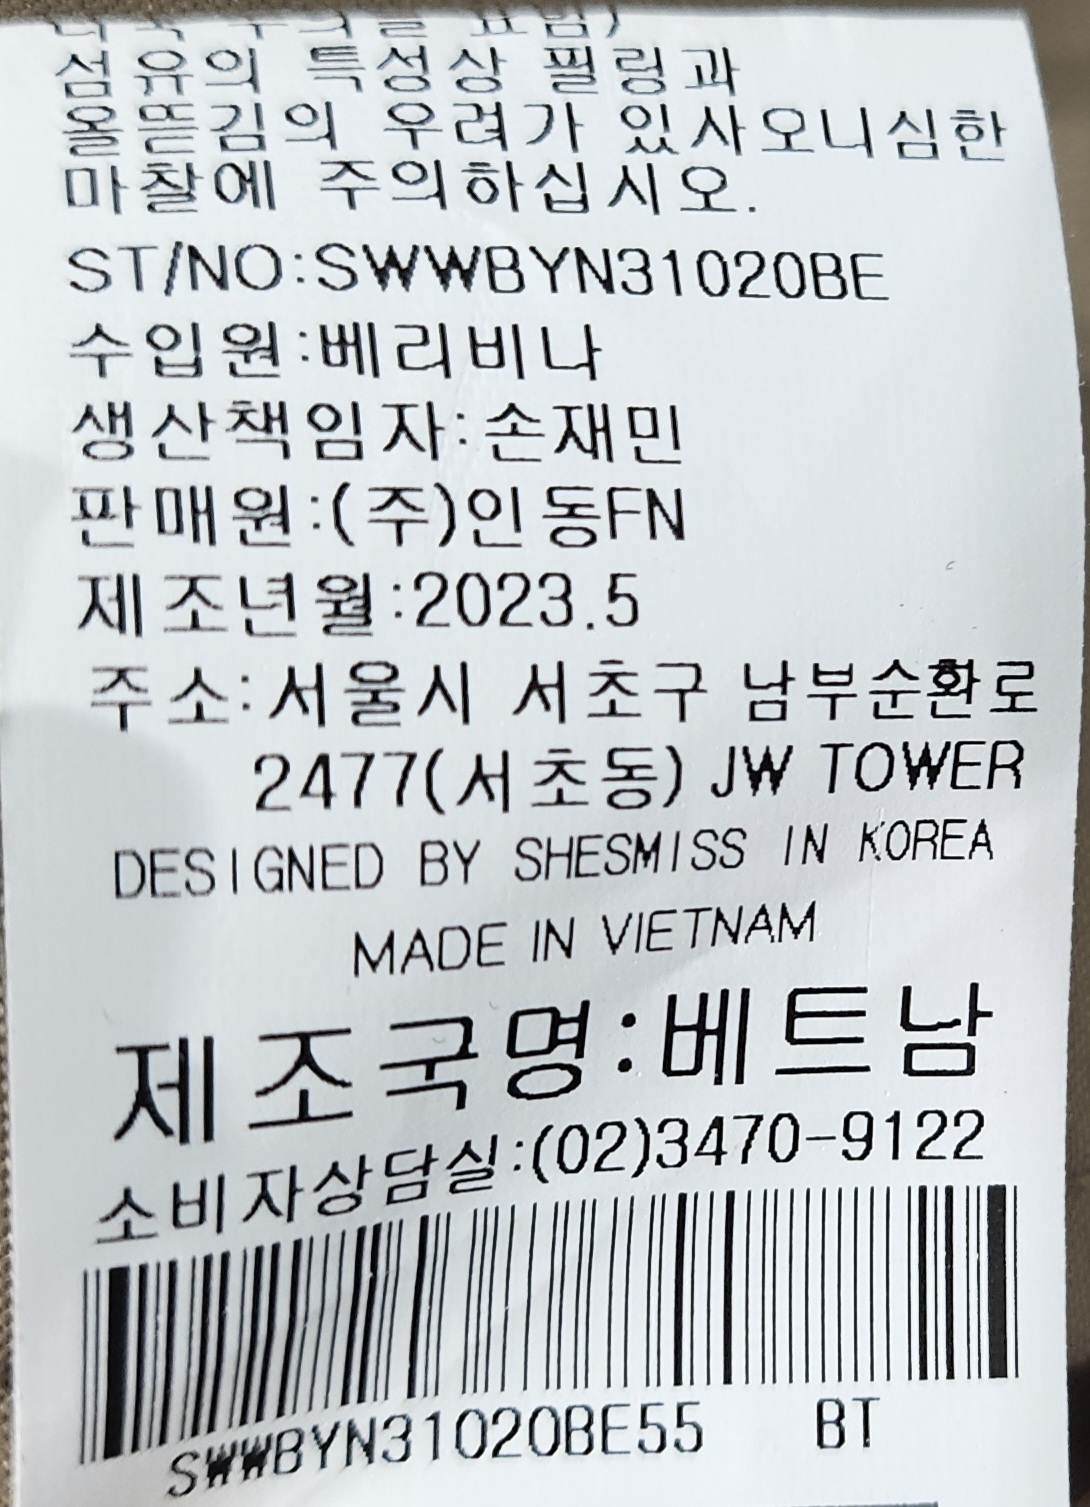 섬유의 특성상 필링과
올뜯김의 우려가 있사오니심한
마찰에 주의하십시오.
ST/NO:SWWBYN31020BE
수입원:베리비나
생산책임자:손재민
판매원:(주)인동FN
제조년월:2023.5
주소:서울시 서초구 남부순환로
2477(서초동) JW TOWER
DESIGNED BY SHESMISS IN KOREA
MADE IN VIETNAM
제조국명:베트남
소비자상담실:(02)3470-9122
SWWBYN31020BE55 BT